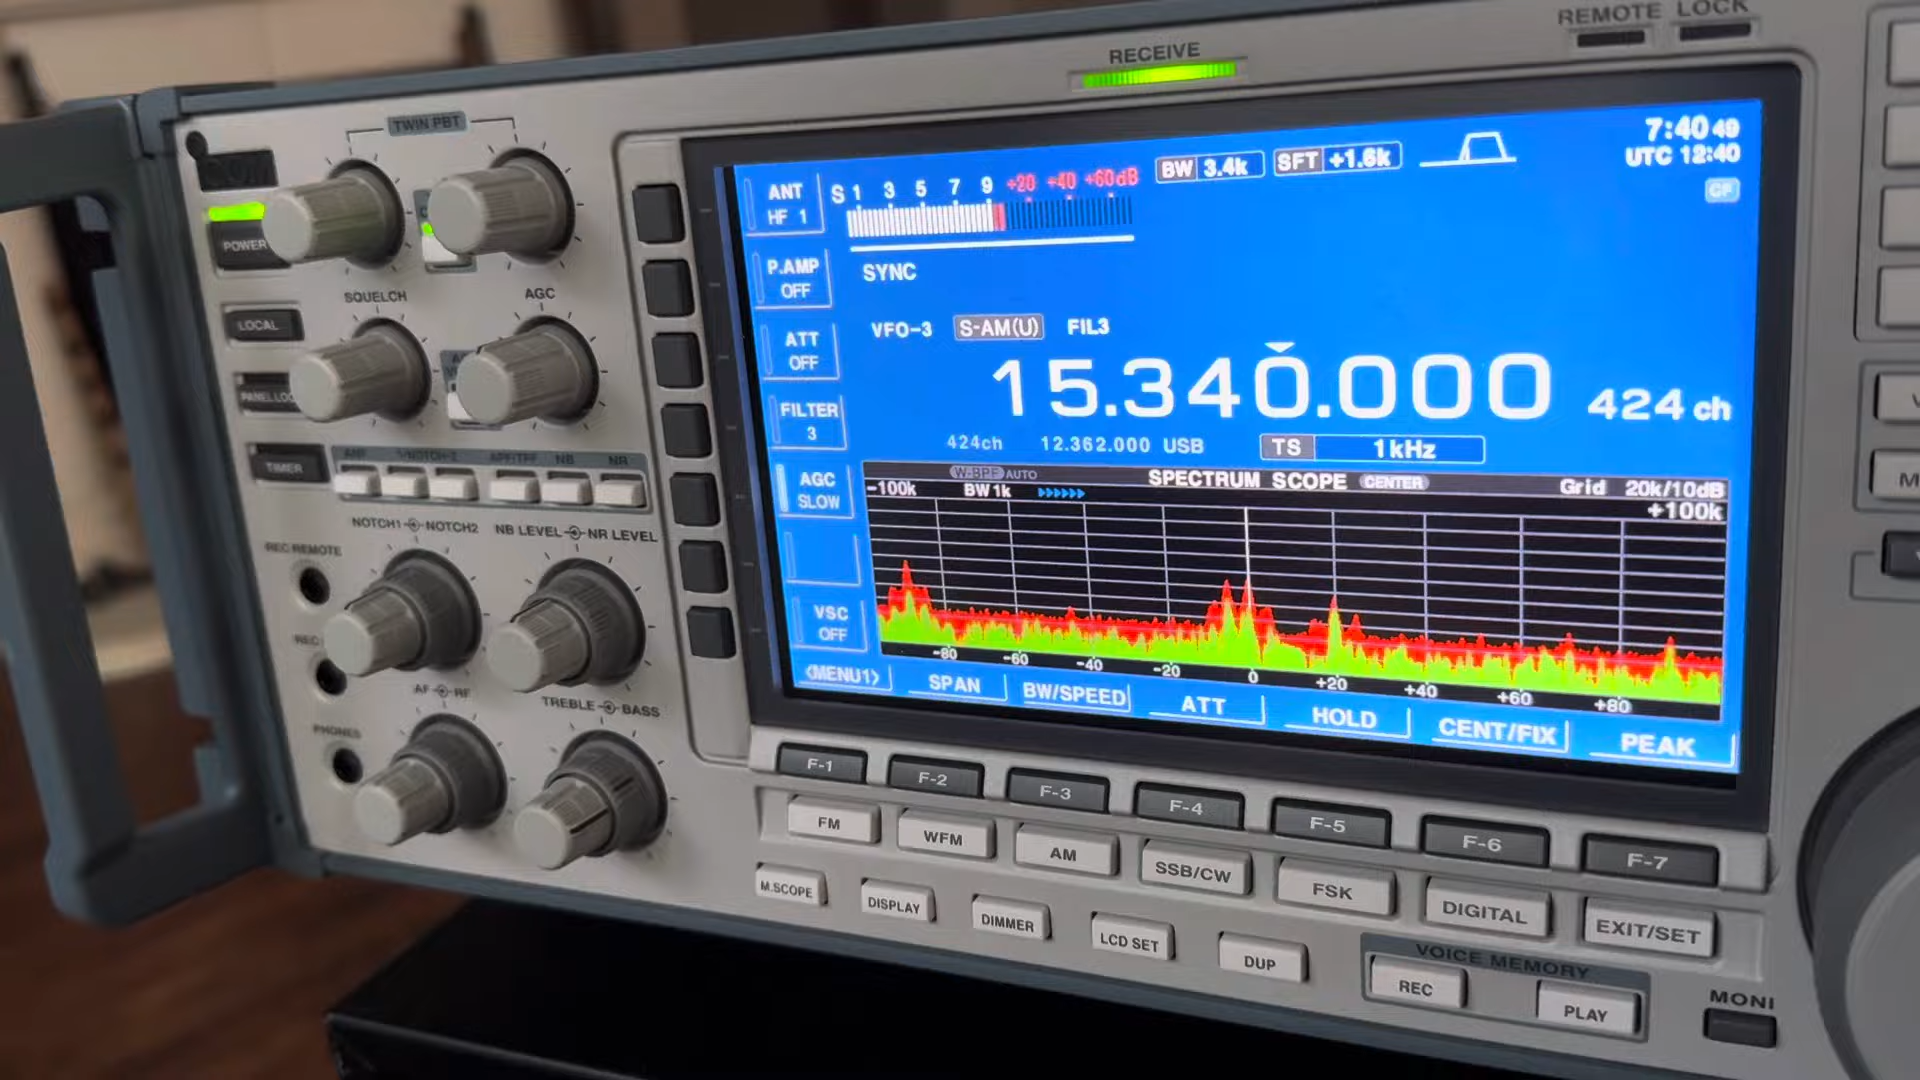 REMOTE LOCK
RECEIVE
TWIN PBT
ICOM
POWER
SQUELCH
AGC
LOCAL
PANEL LOC
TIMER
ANF 1/NOTCH-2 APF/TPF NB NR
NOTCH1 NOTCH2
NB LEVEL NR LEVEL
REC REMOTE
REC
AF RF
TREBLE BASS
PHONES
7:40 49
UTC 12:40
CF
ANT
HF 1
S 1 3 5 7 9 +20 +40 +60dB
BW 3.4k
SFT +1.6k
P.AMP
OFF
SYNC
ATT
OFF
VFO-3 S-AM(U) FIL3
15.340.000 424 ch
FILTER
3
424ch 12.362.000 USB TS 1kHz
AGC
SLOW
W-BPF AUTO
SPECTRUM SCOPE CENTER
-100k BW 1k
Grid 20k/10dB
+100k
VSC
OFF
-80 -60 -40 -20 0 +20 +40 +60 +80
<MENU1> SPAN BW/SPEED ATT HOLD CENT/FIX PEAK
F-1 F-2 F-3 F-4 F-5 F-6 F-7
FM WFM AM SSB/CW FSK DIGITAL EXIT/SET
M.SCOPE DISPLAY DIMMER LCD SET DUP
VOICE MEMORY
REC PLAY
MONI